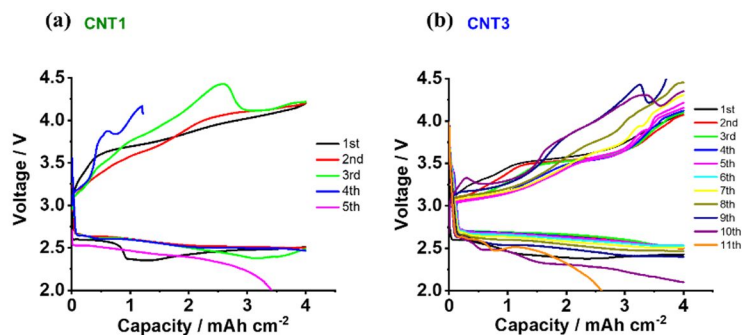 (a) CNT1
4.5
4.0
3.5
3.0
2.5
2.0
Voltage / V
0 1 2 3 4
Capacity / mAh cm-2
1st
2nd
3rd
4th
5th
(b) CNT3
4.5
4.0
3.5
3.0
2.5
2.0
Voltage / V
0 1 2 3 4
Capacity / mAh cm-2
1st
2nd
3rd
4th
5th
6th
7th
8th
9th
10th
11th